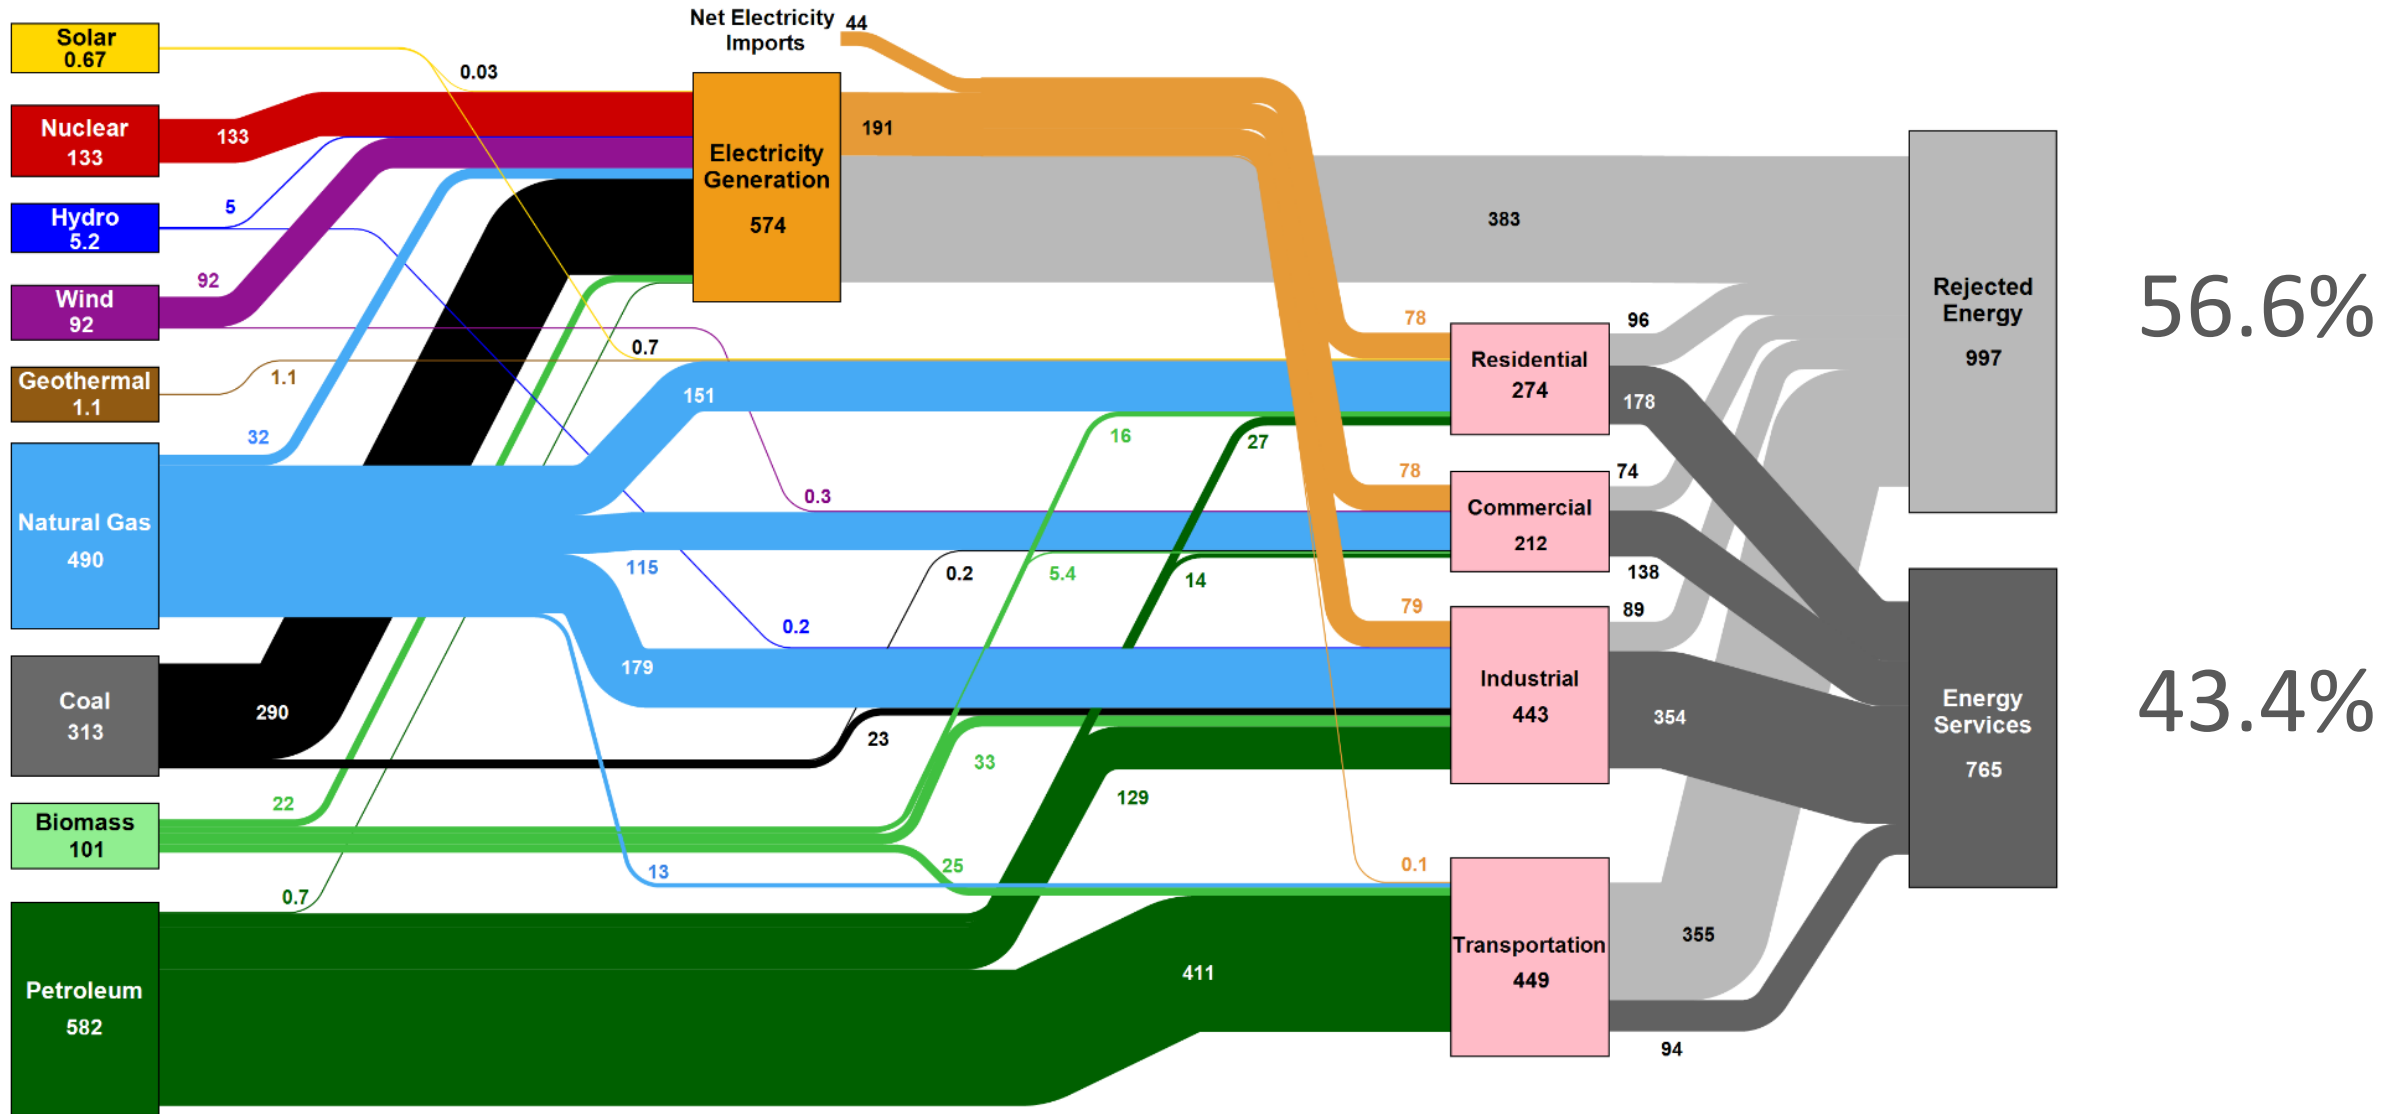 Solar
0.67
Nuclear
133
Hydro
5.2
Wind
92
Geothermal
1.1
Natural Gas
490
Coal
313
Biomass
101
Petroleum
582
133
5
92
1.1
32
290
22
0.7
0.03
Net Electricity
Imports
44
Electricity
Generation
574
191
0.7
151
115
179
13
0.3
0.2
0.2
23
16
5.4
33
25
27
14
129
411
78
78
79
0.1
383
Residential
274
Commercial
212
Industrial
443
Transportation
449
96
178
74
138
89
354
355
94
Rejected
Energy
997
Energy
Services
765
56.6%
43.4%